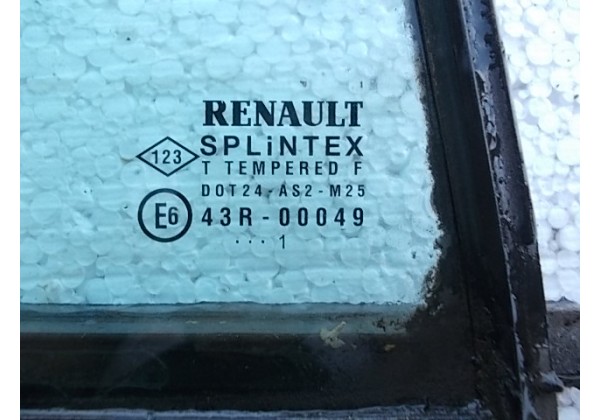 RENAULT
SPLiNTEX
123
T TEMPERED F
DOT24-AS2-M25
E6
43R-00049
...1